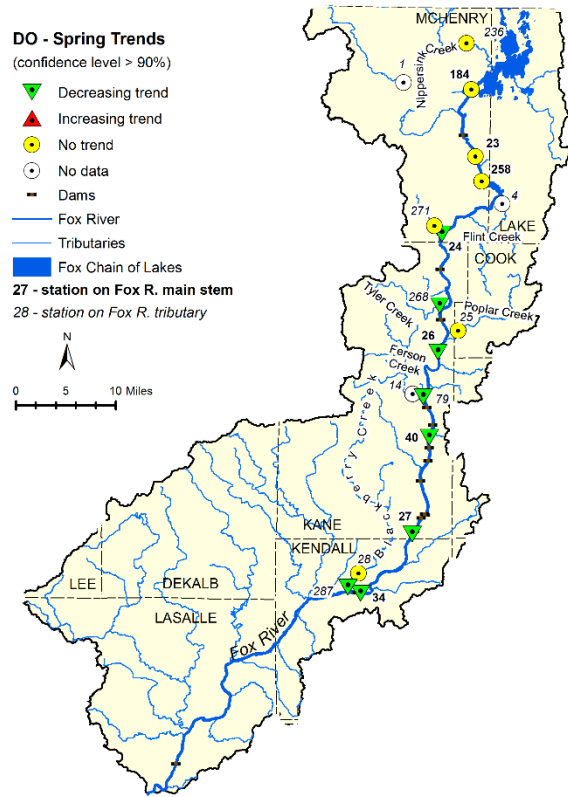 DO - Spring Trends
(confidence level > 90%)
Decreasing trend
Increasing trend
No trend
No data
Dams
Fox River
Tributaries
Fox Chain of Lakes
27 - station on Fox R. main stem
28 - station on Fox R. tributary
N
0 5 10 Miles
MCHENRY
236
1
Nippersink Creek
184
23
258
4
271
LAKE
Flint Creek
24
COOK
268
Tyler Creek
Poplar Creek
25
26
Ferson
Creek
14
79
40
Blackberry Creek
27
KANE
KENDALL
28
287
34
LEE
DEKALB
LASALLE
Fox River